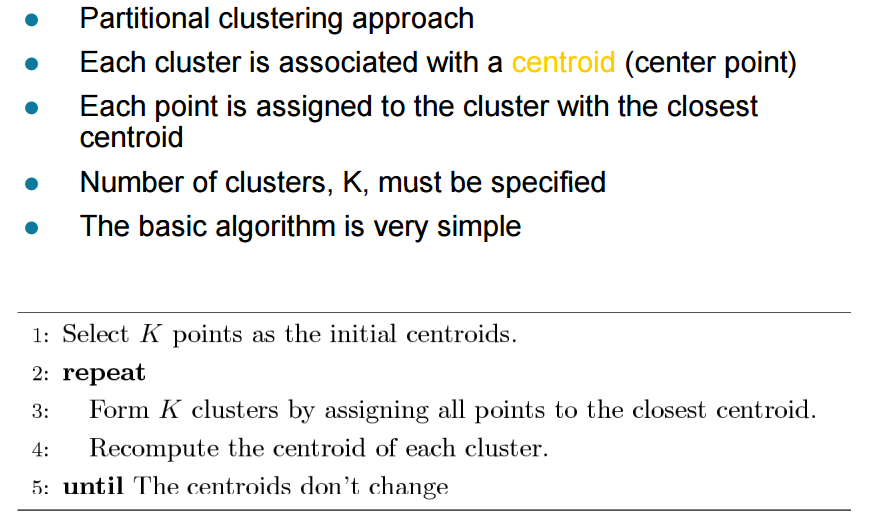 ● Partitional clustering approach
● Each cluster is associated with a centroid (center point)
● Each point is assigned to the cluster with the closest
centroid
● Number of clusters, K, must be specified
● The basic algorithm is very simple
1: Select K points as the initial centroids.
2: repeat
3: Form K clusters by assigning all points to the closest centroid.
4: Recompute the centroid of each cluster.
5: until The centroids don't change